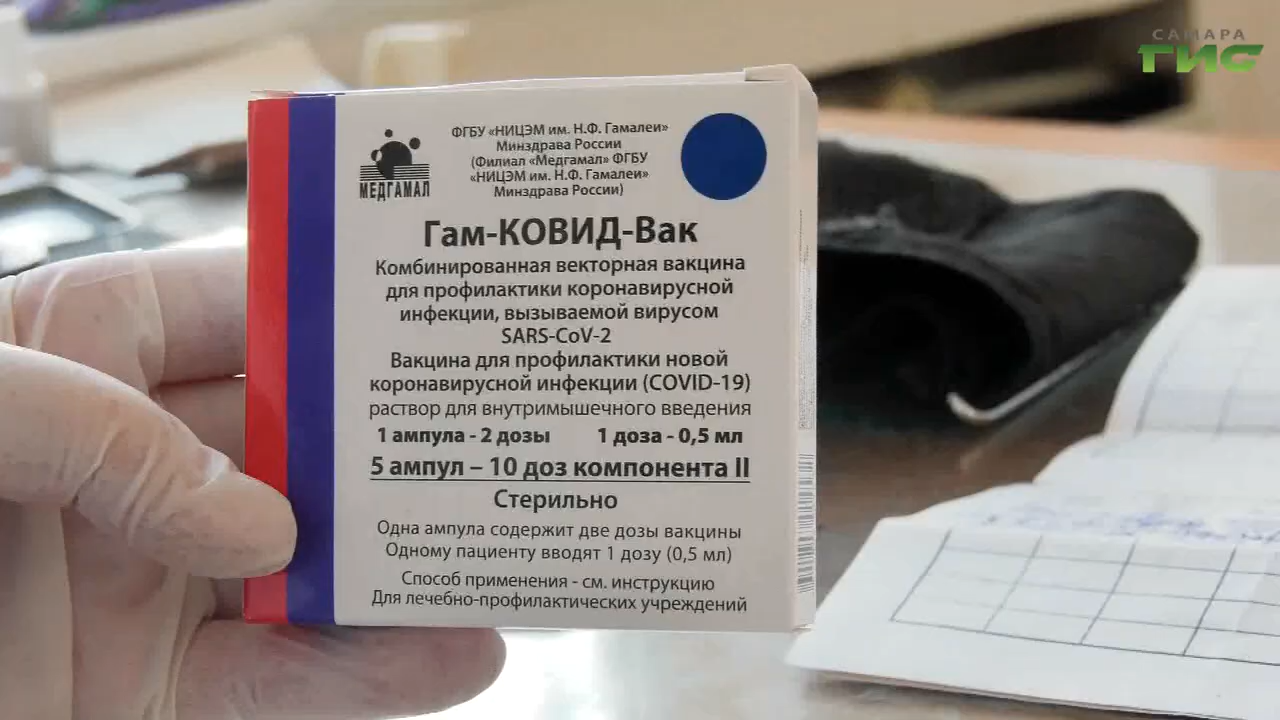 САМАРА
ГИС
ФГБУ «НИЦЭМ им. Н.Ф. Гамалеи»
Минздрава России
(Филиал «Медгамал» ФГБУ
«НИЦЭМ им. Н.Ф. Гамалеи»
Минздрава России)
МЕДГАМАЛ
Гам-КОВИД-Вак
Комбинированная векторная вакцина
для профилактики коронавирусной
инфекции, вызываемой вирусом
SARS-CoV-2
Вакцина для профилактики новой
коронавирусной инфекции (COVID-19)
раствор для внутримышечного введения
1 ампула - 2 дозы 1 доза - 0,5 мл
5 ампул – 10 доз компонента II
Стерильно
Одна ампула содержит две дозы вакцины
Одному пациенту вводят 1 дозу (0,5 мл)
Способ применения - см. инструкцию
Для лечебно-профилактических учреждений